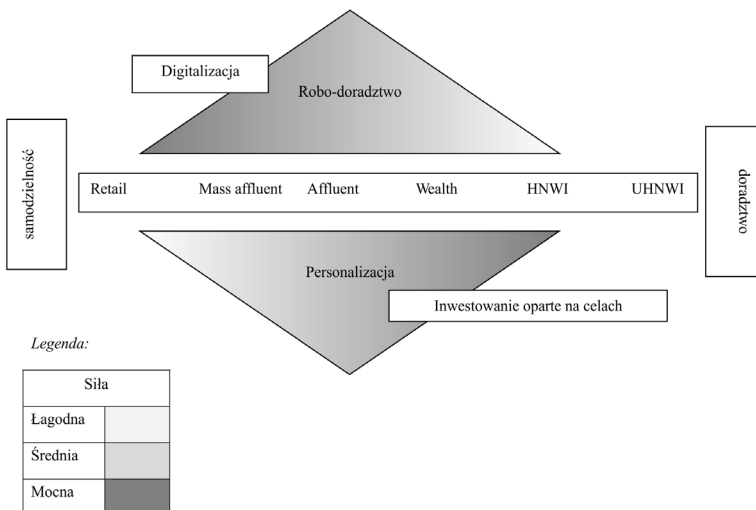 Digitalizacja
Robo-doradztwo
samodzielność
Retail Mass affluent Affluent Wealth HNWI UHNWI
doradztwo
Personalizacja
Inwestowanie oparte na celach
Legenda:
Siła
Łagodna
Średnia
Mocna